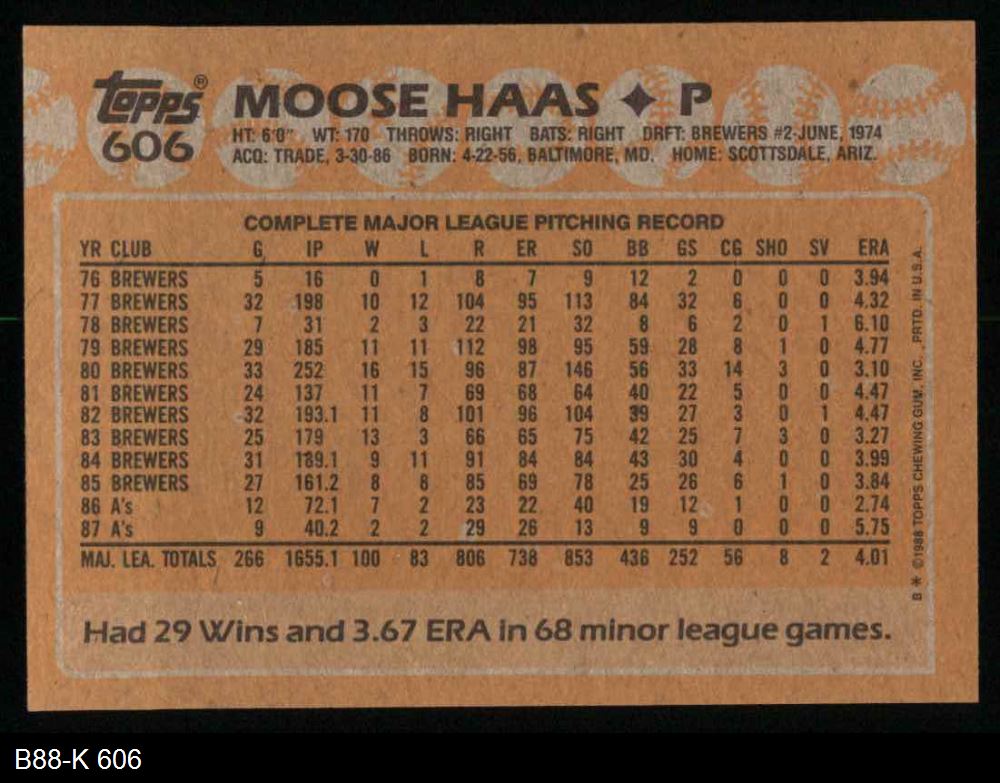 Topps® MOOSE HAAS ✦ P
606 HT: 6'0" WT: 170 THROWS: RIGHT BATS: RIGHT DRFT: BREWERS #2-JUNE, 1974
ACQ: TRADE, 3-30-86 BORN: 4-22-56, BALTIMORE, MD. HOME: SCOTTSDALE, ARIZ.
COMPLETE MAJOR LEAGUE PITCHING RECORD
YR CLUB G IP W L R ER SO BB GS CG SHO SV ERA
76 BREWERS 5 16 0 1 8 7 9 12 2 0 0 0 3.94
77 BREWERS 32 198 10 12 104 95 113 84 32 6 0 0 4.32
78 BREWERS 7 31 2 3 22 21 32 8 6 2 0 1 6.10
79 BREWERS 29 185 11 11 112 98 95 59 28 8 1 0 4.77
80 BREWERS 33 252 16 15 96 87 146 56 33 14 3 0 3.10
81 BREWERS 24 137 11 7 69 68 64 40 22 5 0 0 4.47
82 BREWERS 32 193.1 11 8 101 96 104 39 27 3 0 1 4.47
83 BREWERS 25 179 13 3 66 65 75 42 25 7 3 0 3.27
84 BREWERS 31 189.1 9 11 91 84 84 43 30 4 0 0 3.99
85 BREWERS 27 161.2 8 8 85 69 78 25 26 6 1 0 3.84
86 A's 12 72.1 7 2 23 22 40 19 12 1 0 0 2.74
87 A's 9 40.2 2 2 29 26 13 9 9 0 0 0 5.75
MAJ. LEA. TOTALS 266 1655.1 100 83 806 738 853 436 252 56 8 2 4.01
Had 29 Wins and 3.67 ERA in 68 minor league games.
B * ©1988 TOPPS CHEWING GUM, INC. PRTD. IN U.S.A.
B88-K 606